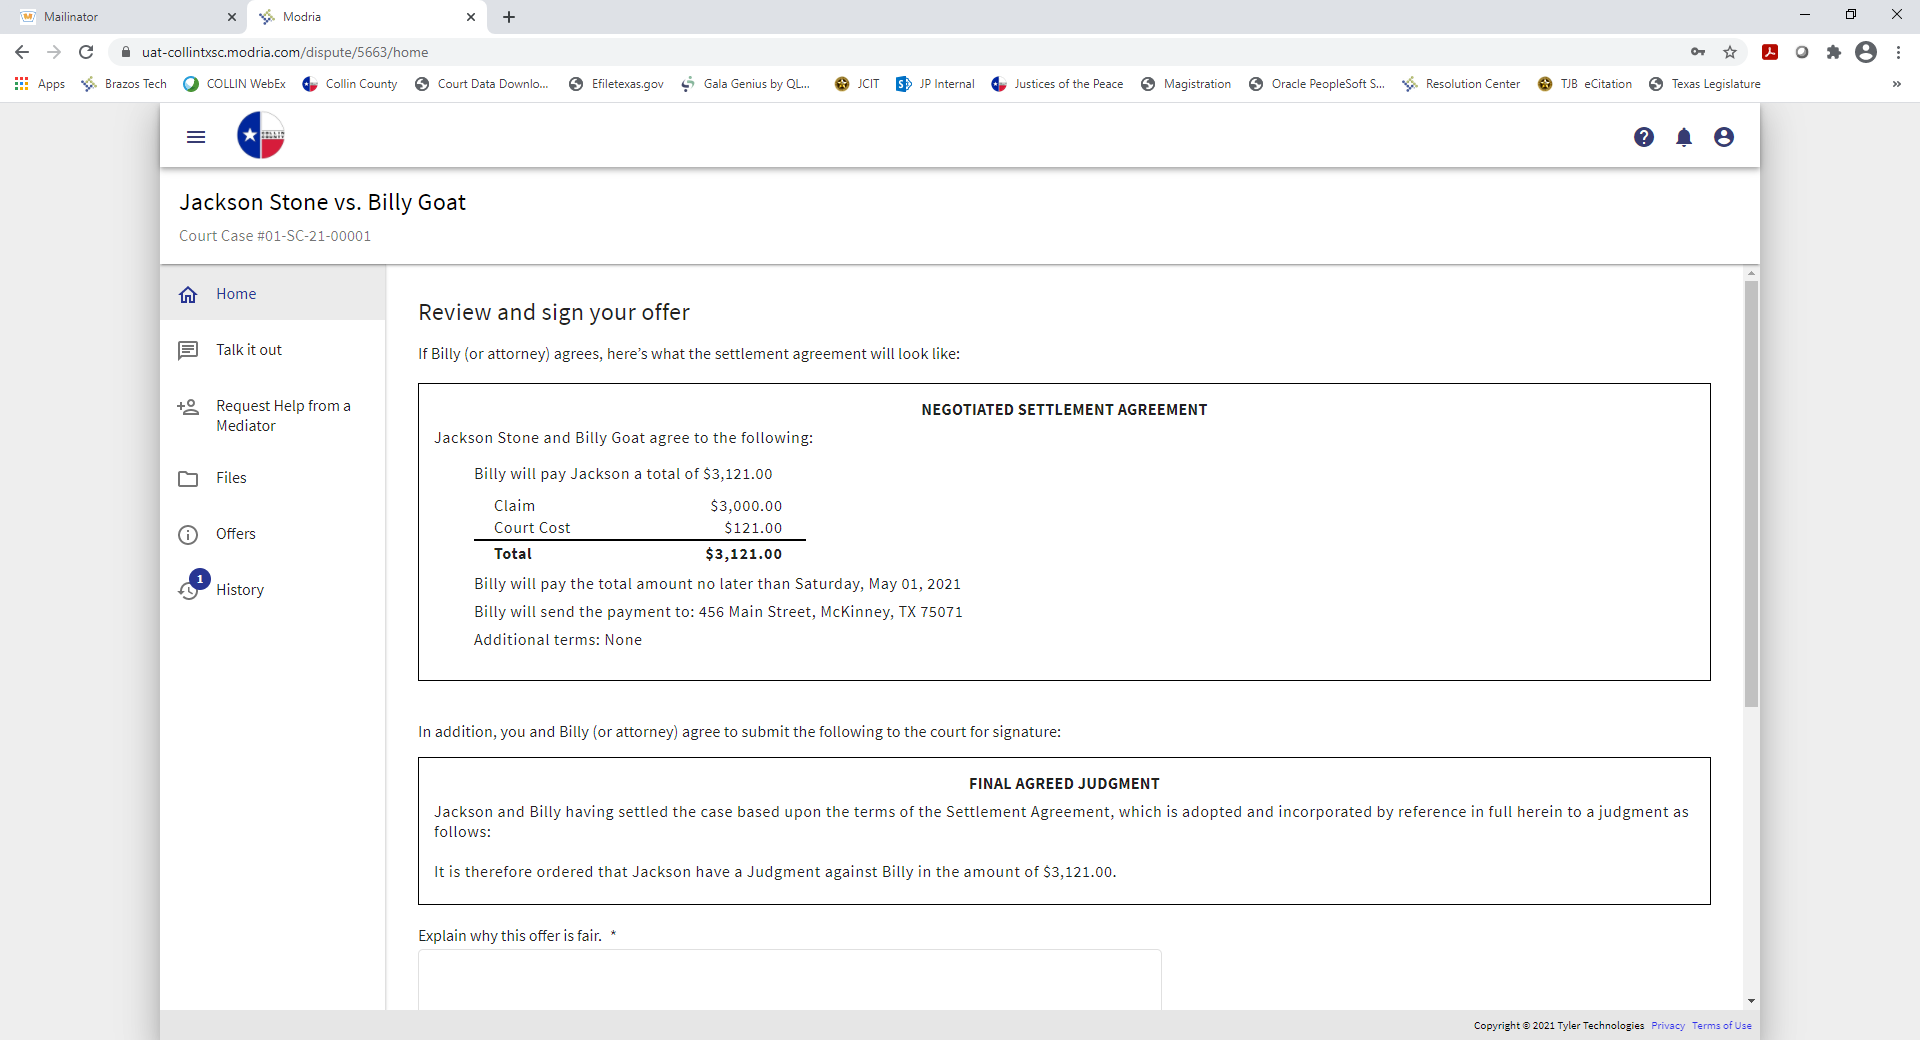 Mailinator
Modria
uat-collintxsc.modria.com/dispute/5663/home
Apps
Brazos Tech
COLLIN WebEx
Collin County
Court Data Downlo...
Efiletexas.gov
Gala Genius by QL...
JCIT
JP Internal
Justices of the Peace
Magistration
Oracle PeopleSoft S...
Resolution Center
TJB eCitation
Texas Legislature
»
Jackson Stone vs. Billy Goat
Court Case #01-SC-21-00001
Home
Talk it out
Request Help from a
Mediator
Files
Offers
1
History
Review and sign your offer
If Billy (or attorney) agrees, here’s what the settlement agreement will look like:
NEGOTIATED SETTLEMENT AGREEMENT
Jackson Stone and Billy Goat agree to the following:
Billy will pay Jackson a total of $3,121.00
Claim $3,000.00
Court Cost $121.00
Total $3,121.00
Billy will pay the total amount no later than Saturday, May 01, 2021
Billy will send the payment to: 456 Main Street, McKinney, TX 75071
Additional terms: None
In addition, you and Billy (or attorney) agree to submit the following to the court for signature:
FINAL AGREED JUDGMENT
Jackson and Billy having settled the case based upon the terms of the Settlement Agreement, which is adopted and incorporated by reference in full herein to a judgment as
follows:
It is therefore ordered that Jackson have a Judgment against Billy in the amount of $3,121.00.
Explain why this offer is fair. *
Copyright © 2021 Tyler Technologies Privacy Terms of Use